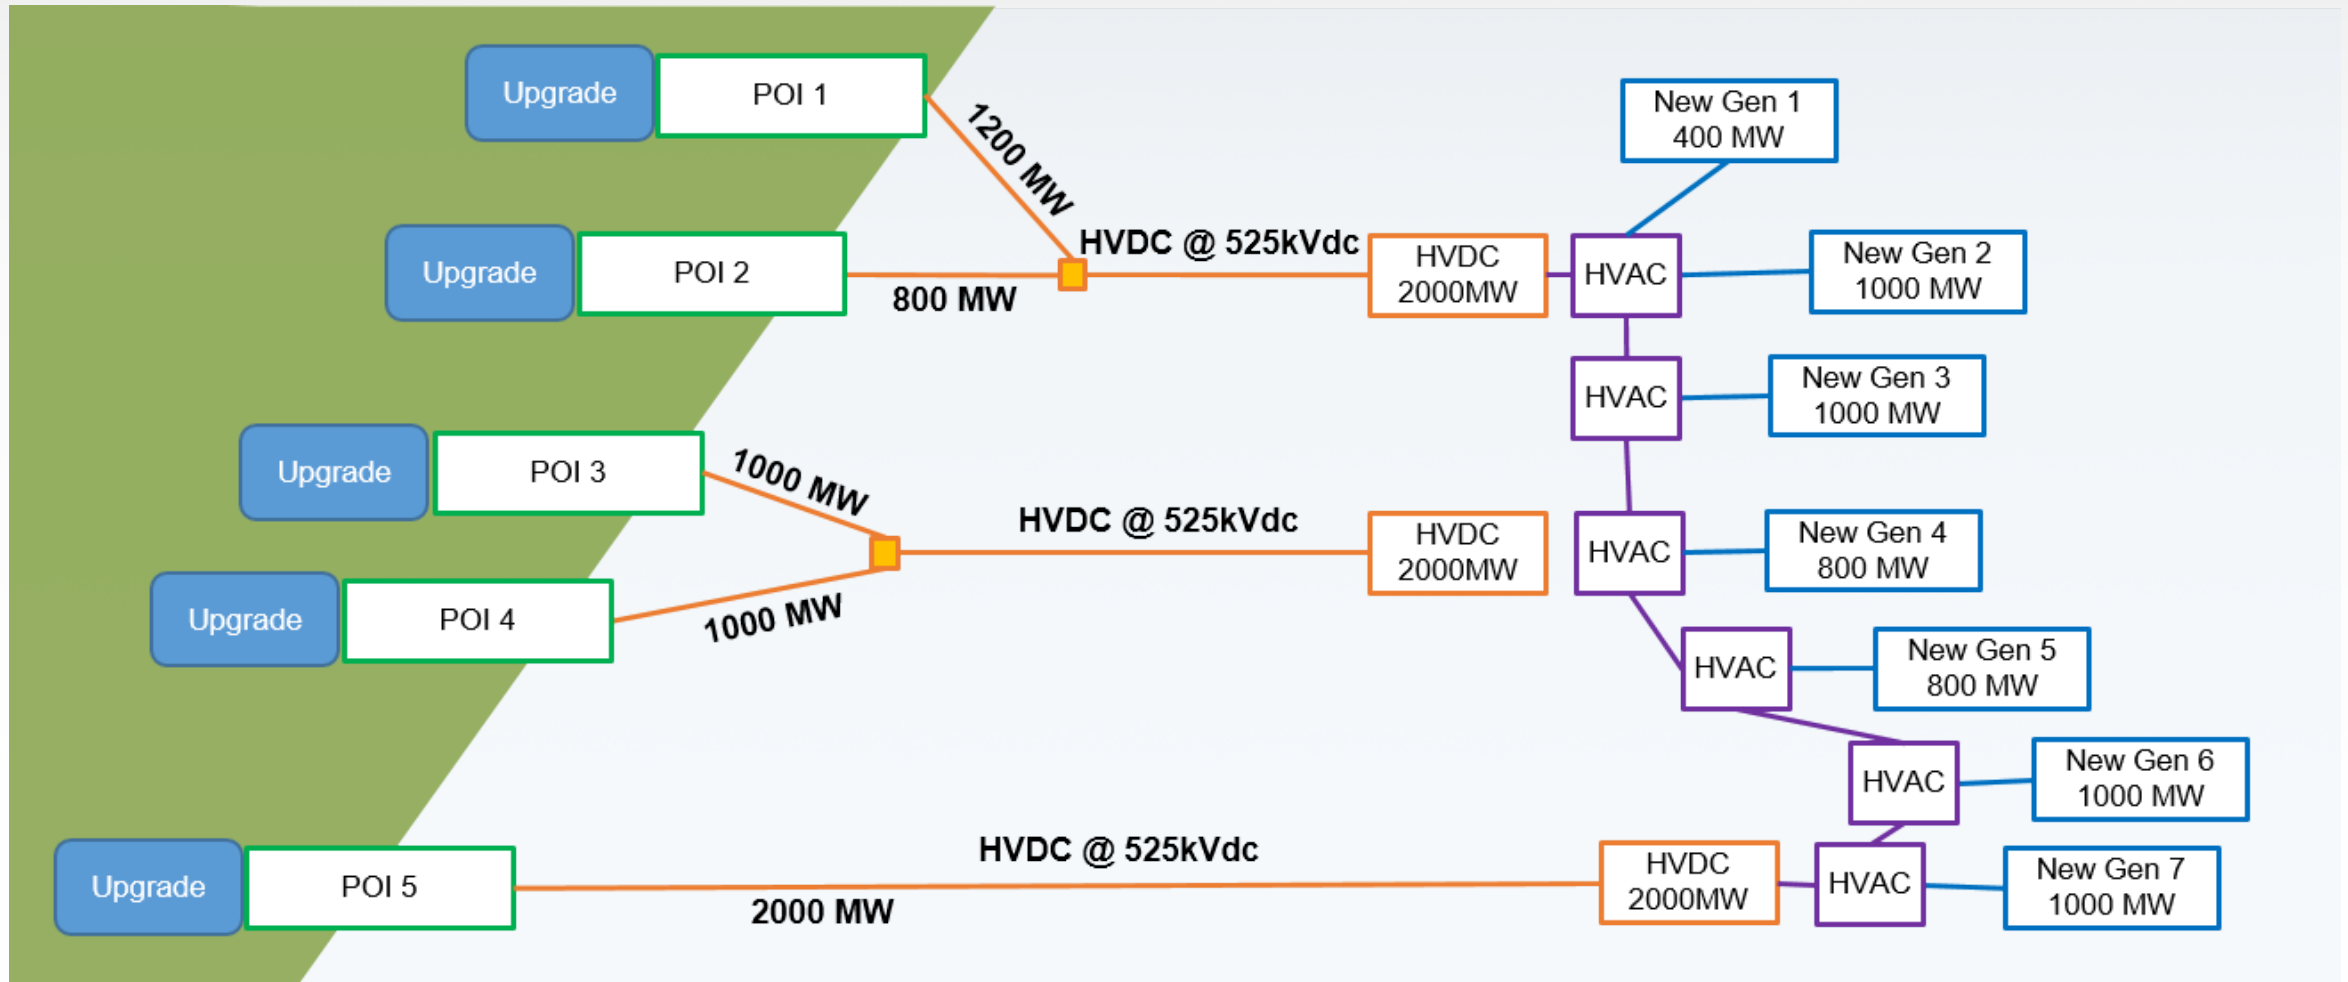 Upgrade
POI 1
1200 MW
New Gen 1
400 MW
Upgrade
POI 2
800 MW
HVDC @ 525kVdc
HVDC
2000MW
HVAC
New Gen 2
1000 MW
HVAC
New Gen 3
1000 MW
Upgrade
POI 3
1000 MW
HVDC @ 525kVdc
HVDC
2000MW
HVAC
New Gen 4
800 MW
Upgrade
POI 4
1000 MW
HVAC
New Gen 5
800 MW
HVAC
New Gen 6
1000 MW
Upgrade
POI 5
HVDC @ 525kVdc
2000 MW
HVDC
2000MW
HVAC
New Gen 7
1000 MW